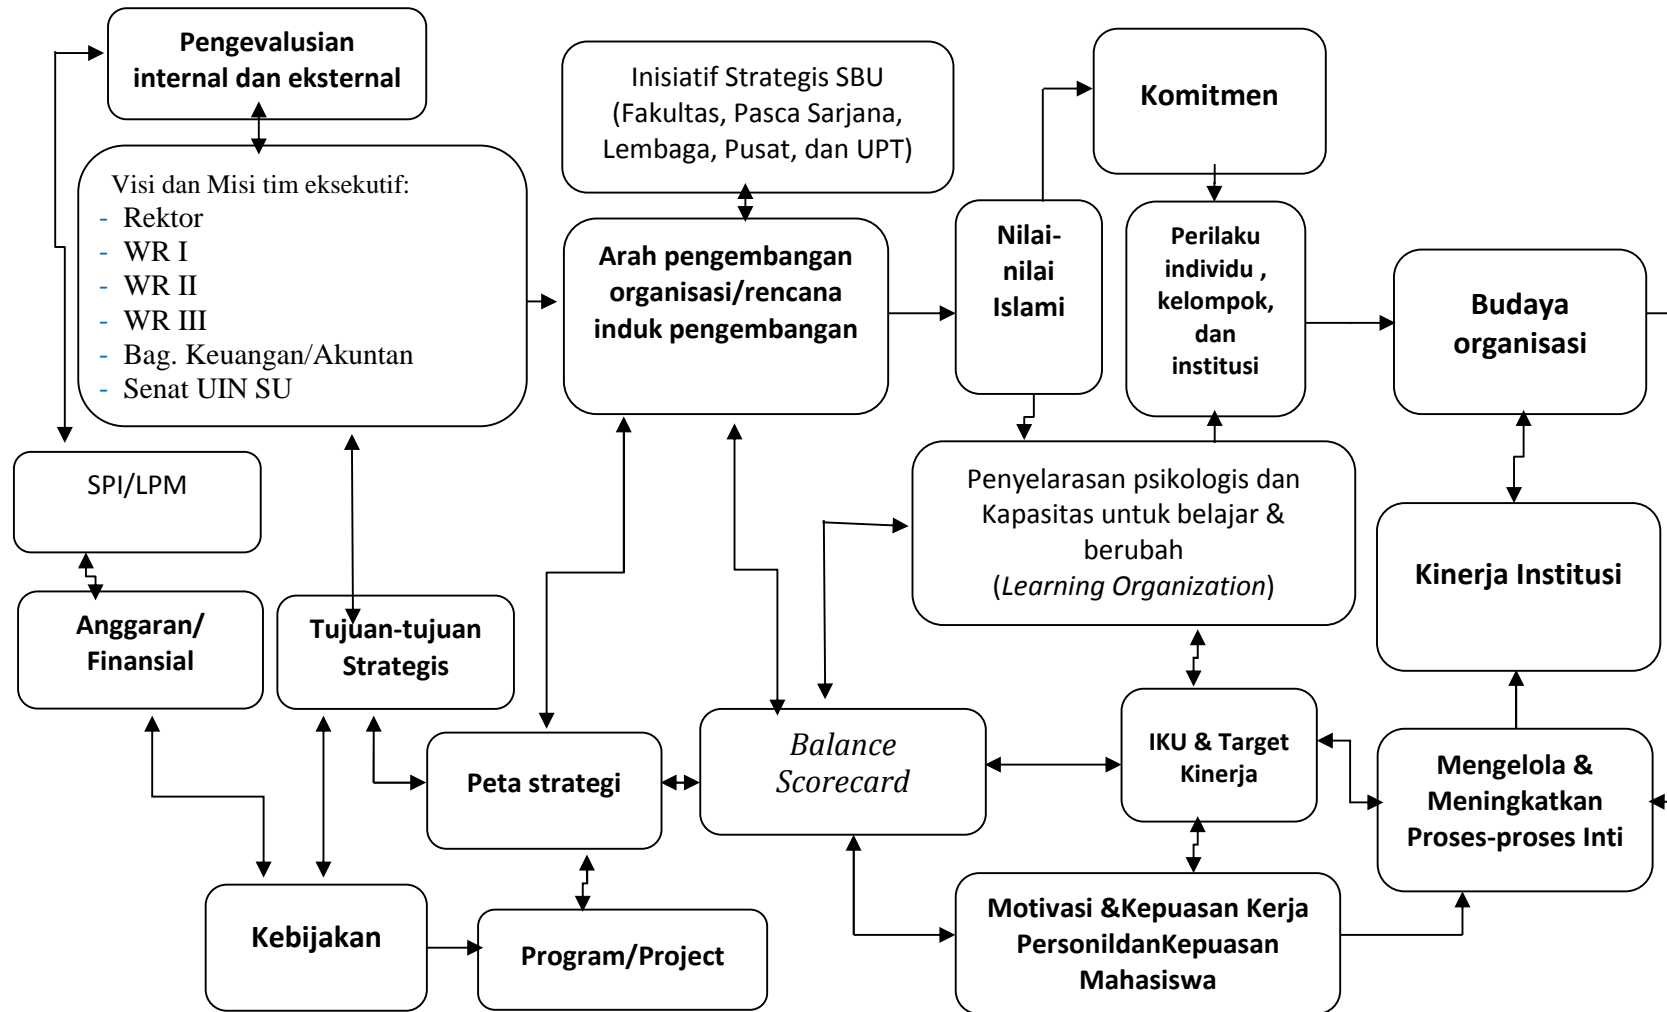 Pengevalusian
internal dan eksternal
Inisiatif Strategis SBU
(Fakultas, Pasca Sarjana,
Lembaga, Pusat, dan UPT)
Komitmen
Visi dan Misi tim eksekutif:
- Rektor
- WR I
- WR II
- WR III
- Bag. Keuangan/Akuntan
- Senat UIN SU
Arah pengembangan
organisasi/rencana
induk pengembangan
Nilai-
nilai
Islami
Perilaku
individu ,
kelompok,
dan
institusi
Budaya
organisasi
SPI/LPM
Penyelarasan psikologis dan
Kapasitas untuk belajar &
berubah
(Learning Organization)
Kinerja Institusi
Anggaran/
Finansial
Tujuan-tujuan
Strategis
Peta strategi
Balance
Scorecard
IKU & Target
Kinerja
Mengelola &
Meningkatkan
Proses-proses Inti
Kebijakan
Program/Project
Motivasi &Kepuasan Kerja
PersonildanKepuasan
Mahasiswa